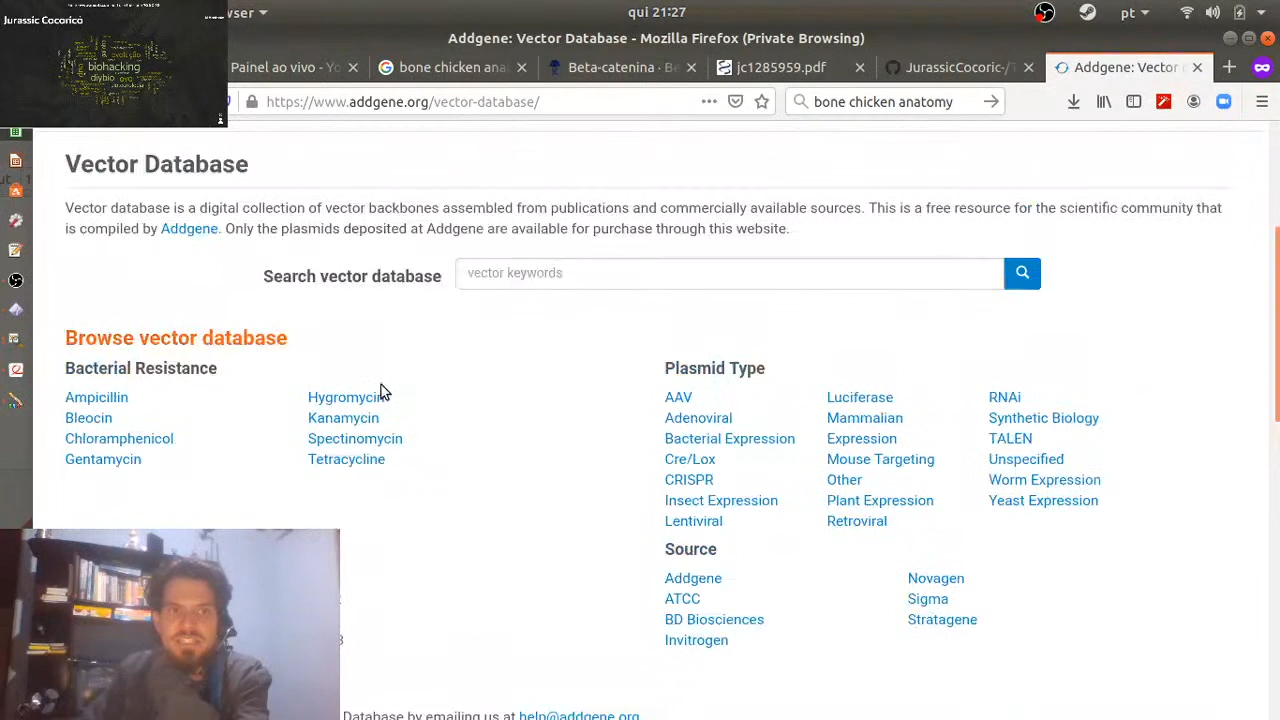 wser
qui 21:27
pt
Jurassic Cocoricó
biohacking
diybio evo
evolução
Addgene: Vector Database - Mozilla Firefox (Private Browsing)
Painel ao vivo - Yo
bone chicken ana
Beta-catenina - B
jc1285959.pdf
JurassicCocoric-/
Addgene: Vector
https://www.addgene.org/vector-database/
bone chicken anatomy
Vector Database
Vector database is a digital collection of vector backbones assembled from publications and commercially available sources. This is a free resource for the scientific community that
is compiled by Addgene. Only the plasmids deposited at Addgene are available for purchase through this website.
Search vector database
vector keywords
Browse vector database
Bacterial Resistance
Ampicillin
Bleocin
Chloramphenicol
Gentamycin
Hygromycin
Kanamycin
Spectinomycin
Tetracycline
Plasmid Type
AAV
Adenoviral
Bacterial Expression
Cre/Lox
CRISPR
Insect Expression
Lentiviral
Luciferase
Mammalian
Expression
Mouse Targeting
Other
Plant Expression
Retroviral
RNAi
Synthetic Biology
TALEN
Unspecified
Worm Expression
Yeast Expression
Source
Addgene
ATCC
BD Biosciences
Invitrogen
Novagen
Sigma
Stratagene
Database by emailing us at help@addgene.org